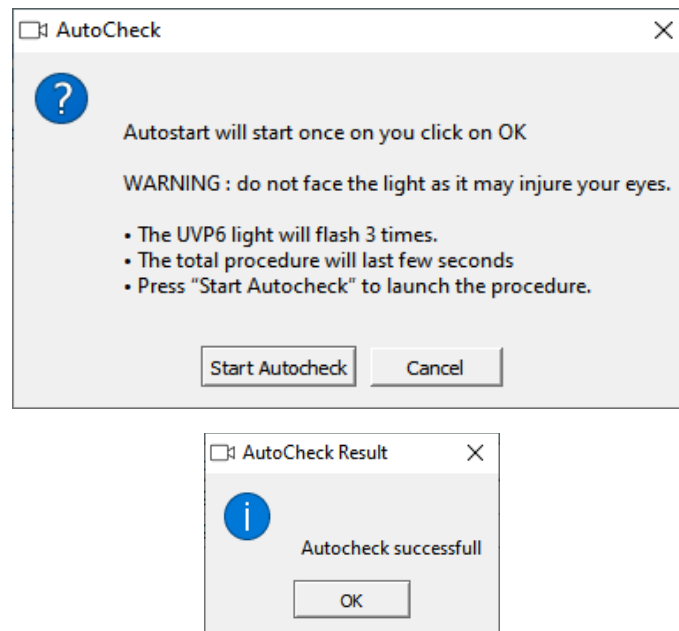 AutoCheck
Autostart will start once on you click on OK
WARNING : do not face the light as it may injure your eyes.
• The UVP6 light will flash 3 times.
• The total procedure will last few seconds
• Press “Start Autocheck” to launch the procedure.
Start Autocheck Cancel
AutoCheck Result
Autocheck successfull
OK